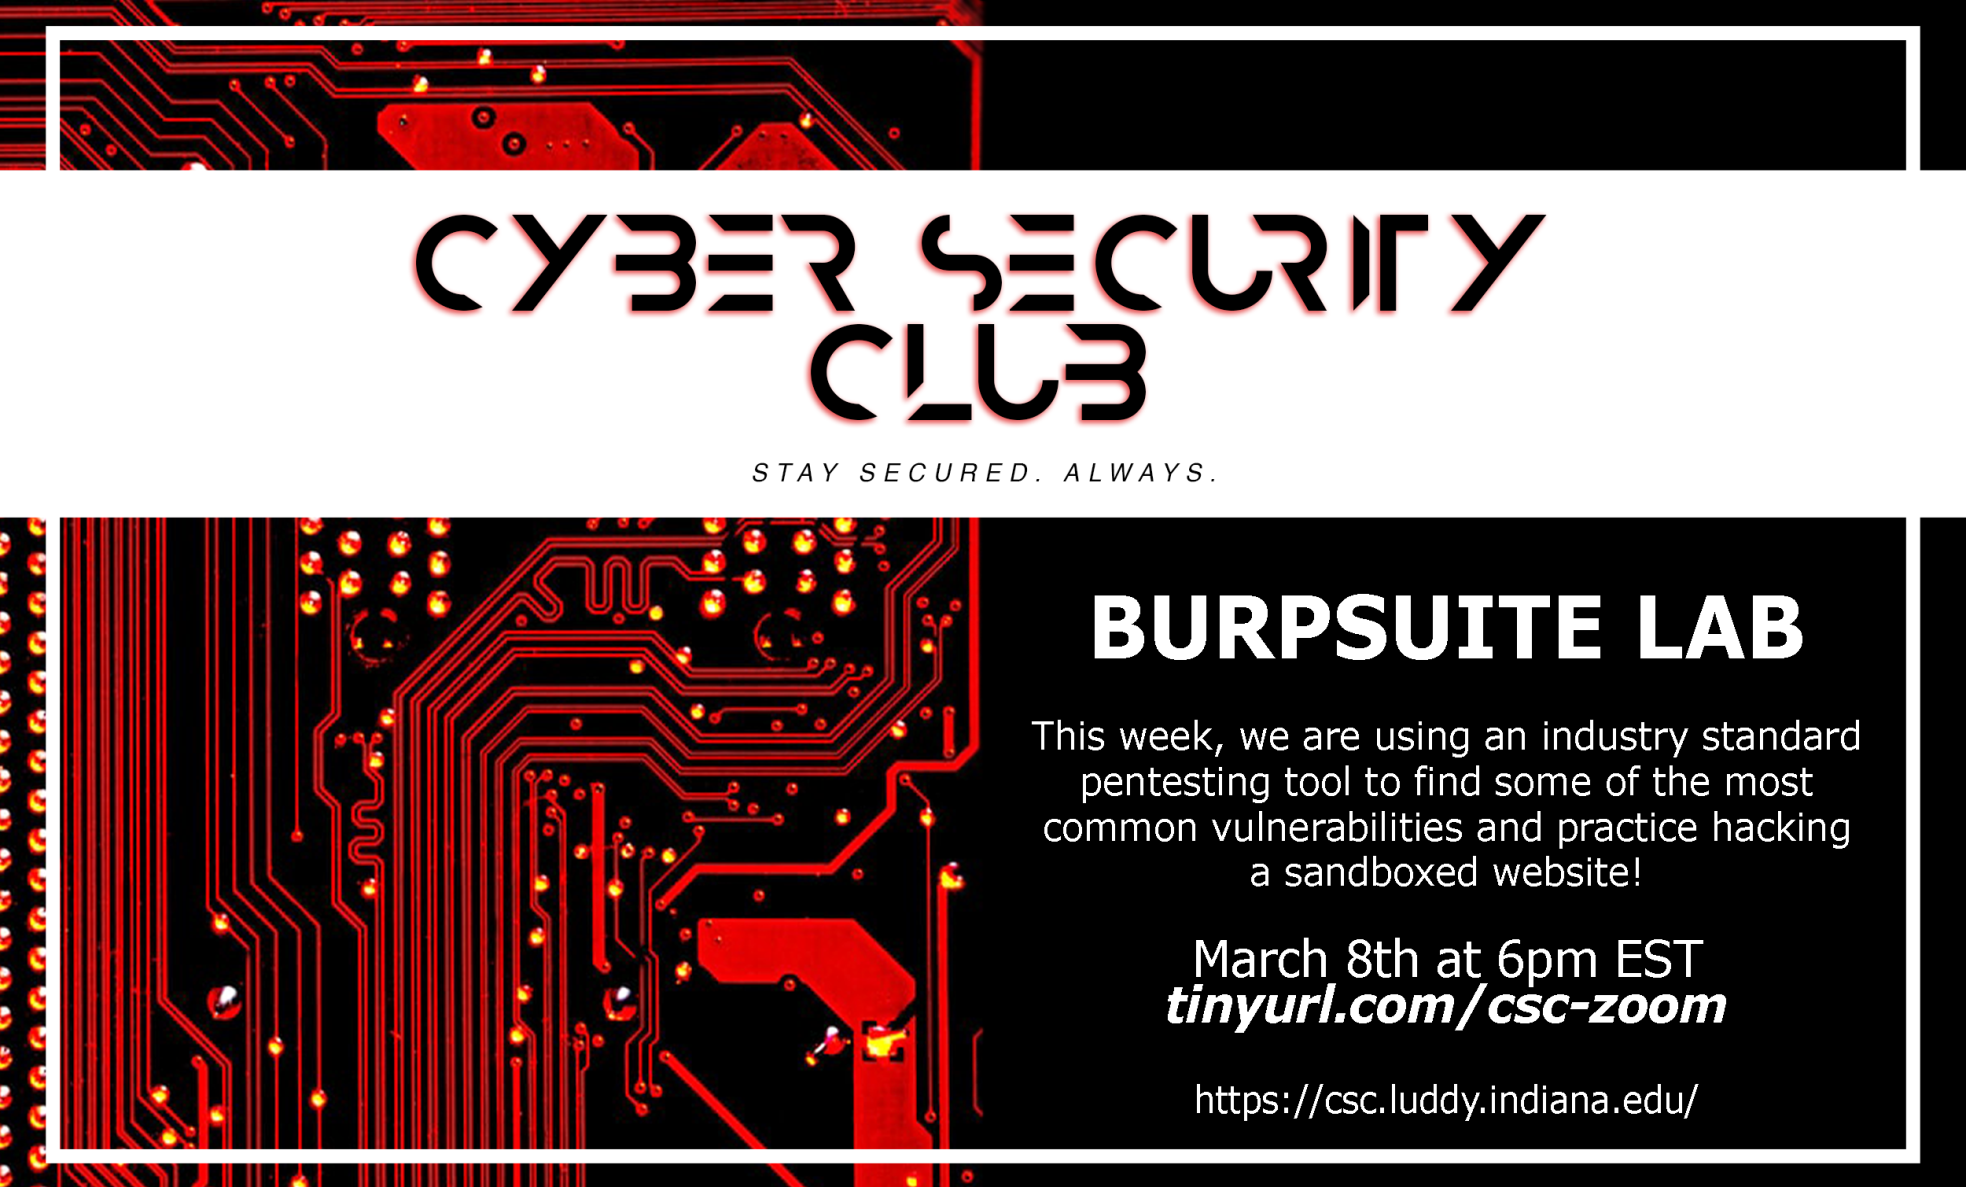 CYBER SECURITY
CLUB
STAY SECURED. ALWAYS.
BURPSUITE LAB
This week, we are using an industry standard
pentesting tool to find some of the most
common vulnerabilities and practice hacking
a sandboxed website!
March 8th at 6pm EST
tinyurl.com/csc-zoom
https://csc.luddy.indiana.edu/